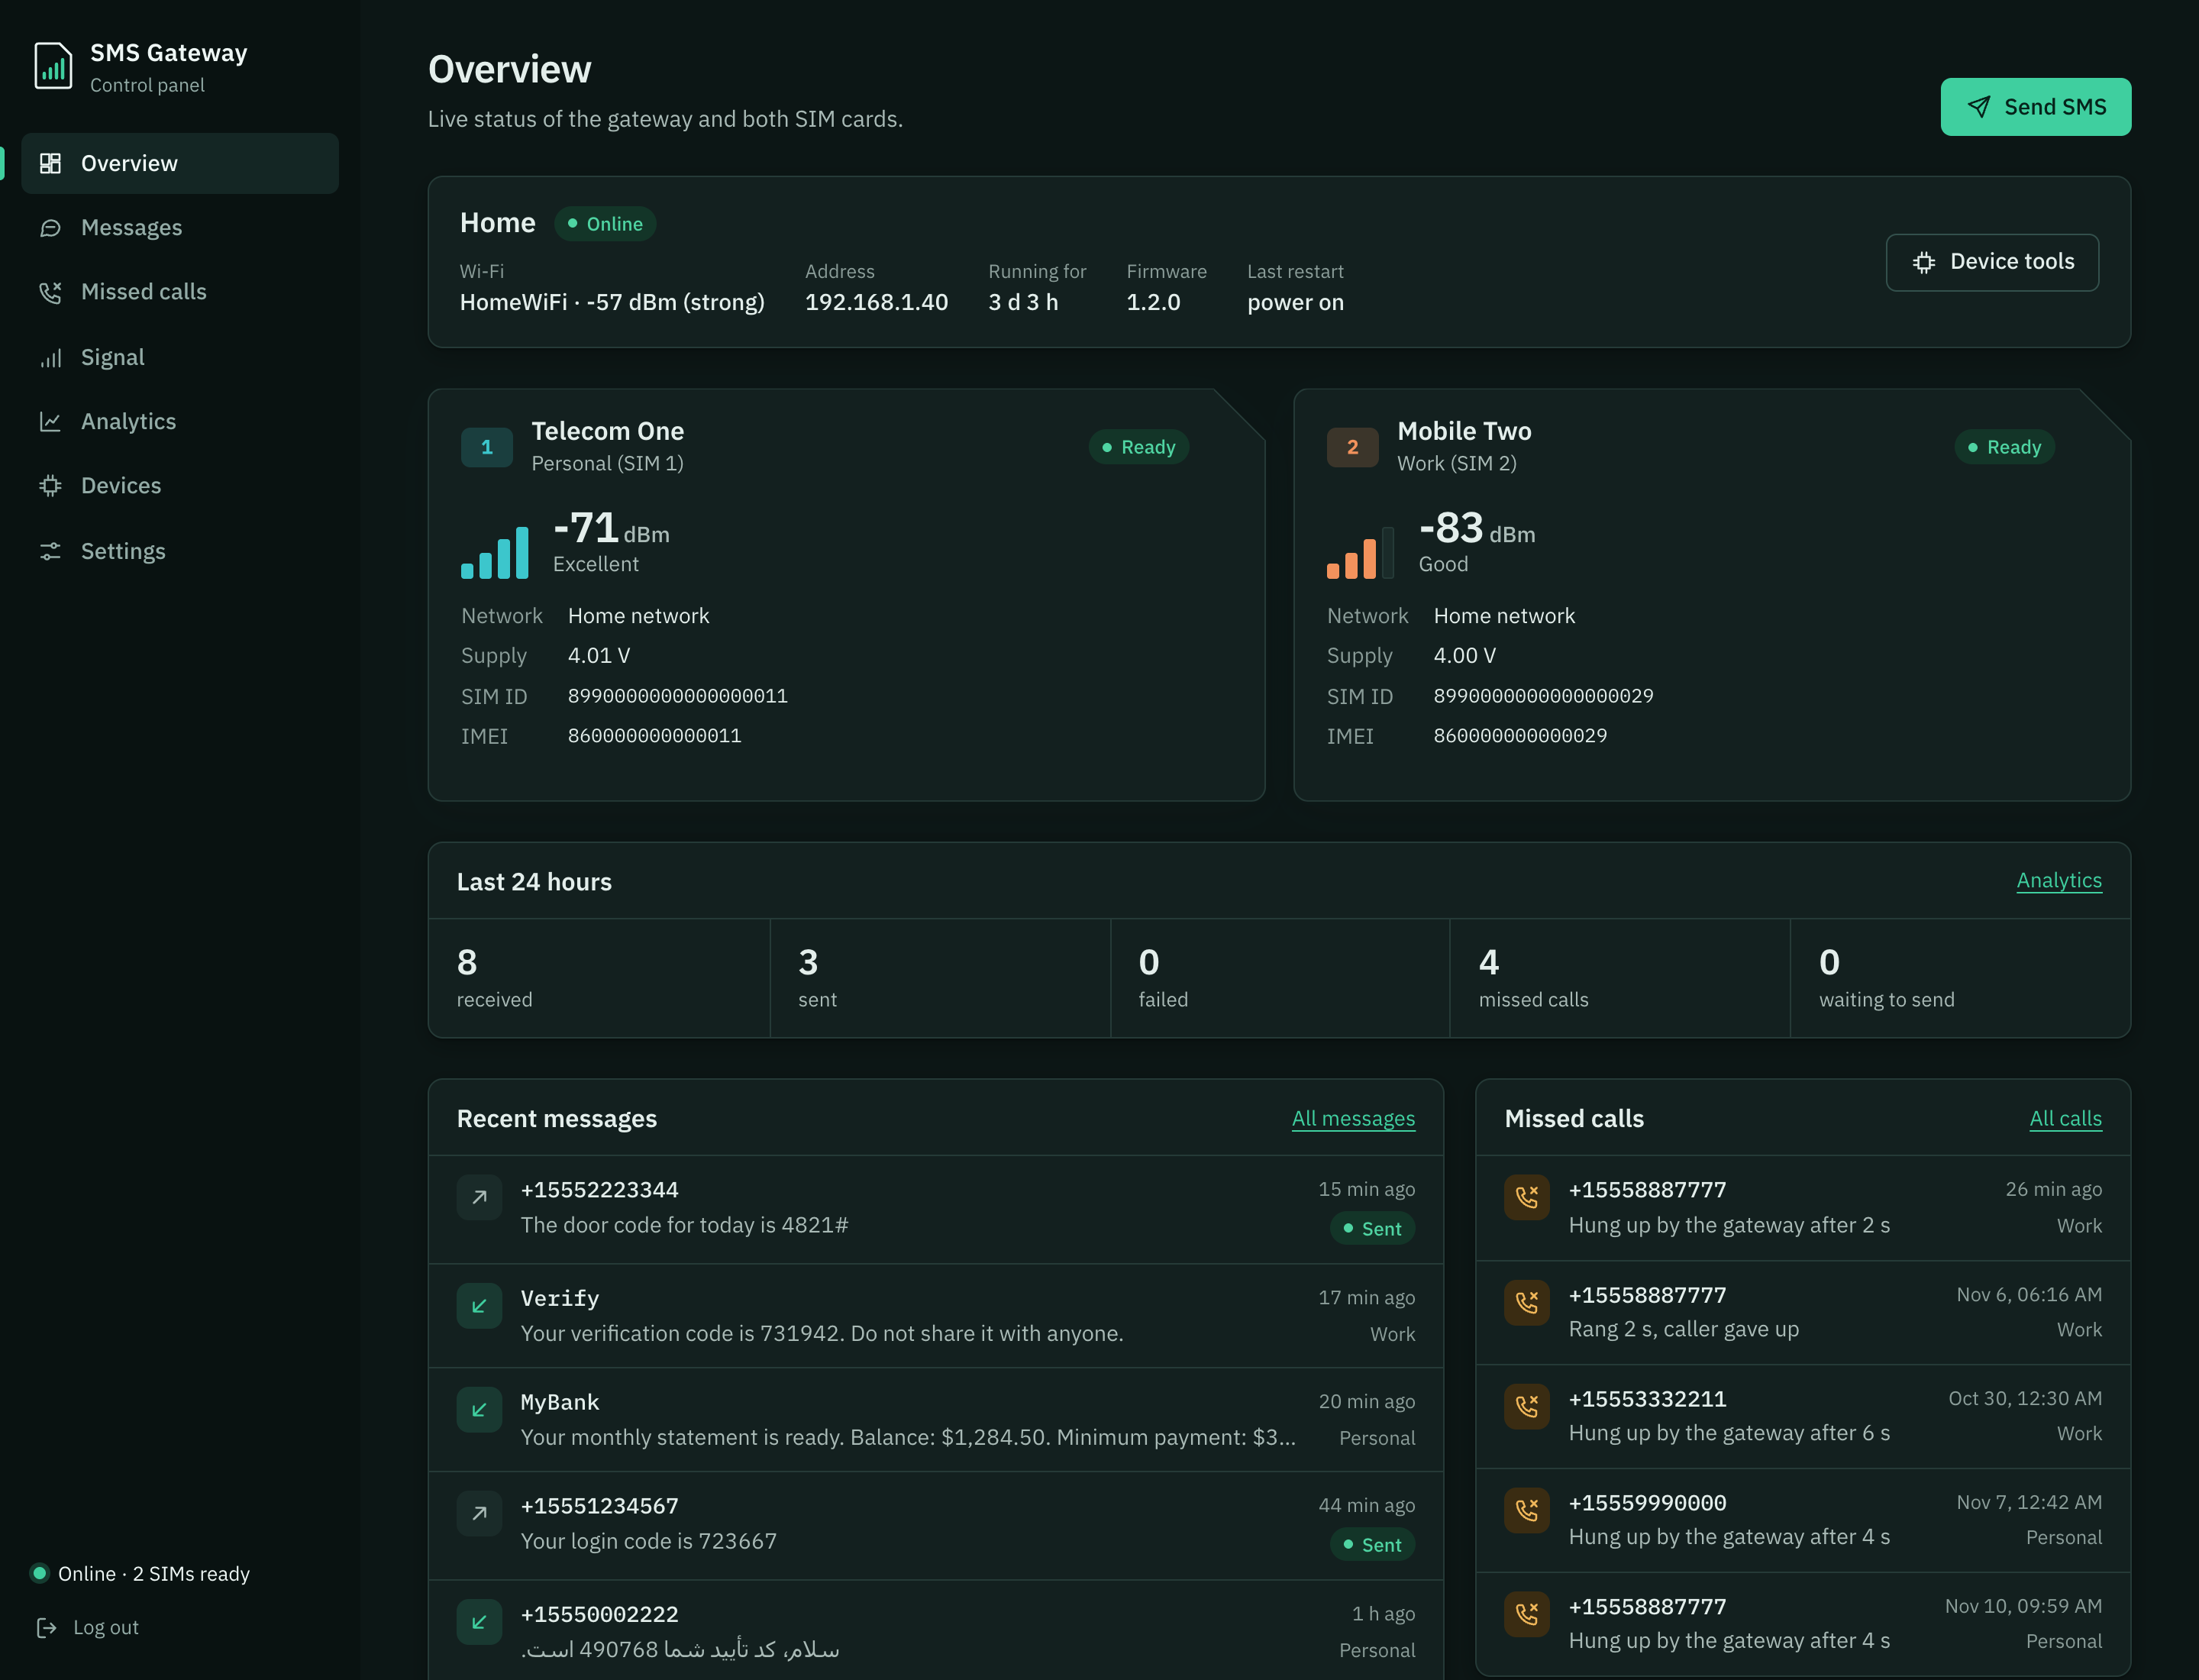 SMS Gateway
Control panel
Overview
Messages
Missed calls
Signal
Analytics
Devices
Settings
Online · 2 SIMs ready
Log out
Overview
Live status of the gateway and both SIM cards.
Send SMS
Home
Online
Wi-Fi
HomeWiFi · -57 dBm (strong)
Address
192.168.1.40
Running for
3 d 3 h
Firmware
1.2.0
Last restart
power on
Device tools
1
Telecom One
Personal (SIM 1)
Ready
-71 dBm
Excellent
Network Home network
Supply 4.01 V
SIM ID 8990000000000000011
IMEI 860000000000011
2
Mobile Two
Work (SIM 2)
Ready
-83 dBm
Good
Network Home network
Supply 4.00 V
SIM ID 8990000000000000029
IMEI 860000000000029
Last 24 hours
Analytics
8
received
3
sent
0
failed
4
missed calls
0
waiting to send
Recent messages
All messages
+15552223344
15 min ago
The door code for today is 4821#
Sent
Verify
17 min ago
Your verification code is 731942. Do not share it with anyone.
Work
MyBank
20 min ago
Your monthly statement is ready. Balance: $1,284.50. Minimum payment: $3...
Personal
+15551234567
44 min ago
Your login code is 723667
Sent
+15550002222
1 h ago
سلام، کد تأیید شما 490768 است.
Personal
Missed calls
All calls
+15558887777
26 min ago
Hung up by the gateway after 2 s
Work
+15558887777
Nov 6, 06:16 AM
Rang 2 s, caller gave up
Work
+15553332211
Oct 30, 12:30 AM
Hung up by the gateway after 6 s
Work
+15559990000
Nov 7, 12:42 AM
Hung up by the gateway after 4 s
Personal
+15558887777
Nov 10, 09:59 AM
Hung up by the gateway after 4 s
Personal